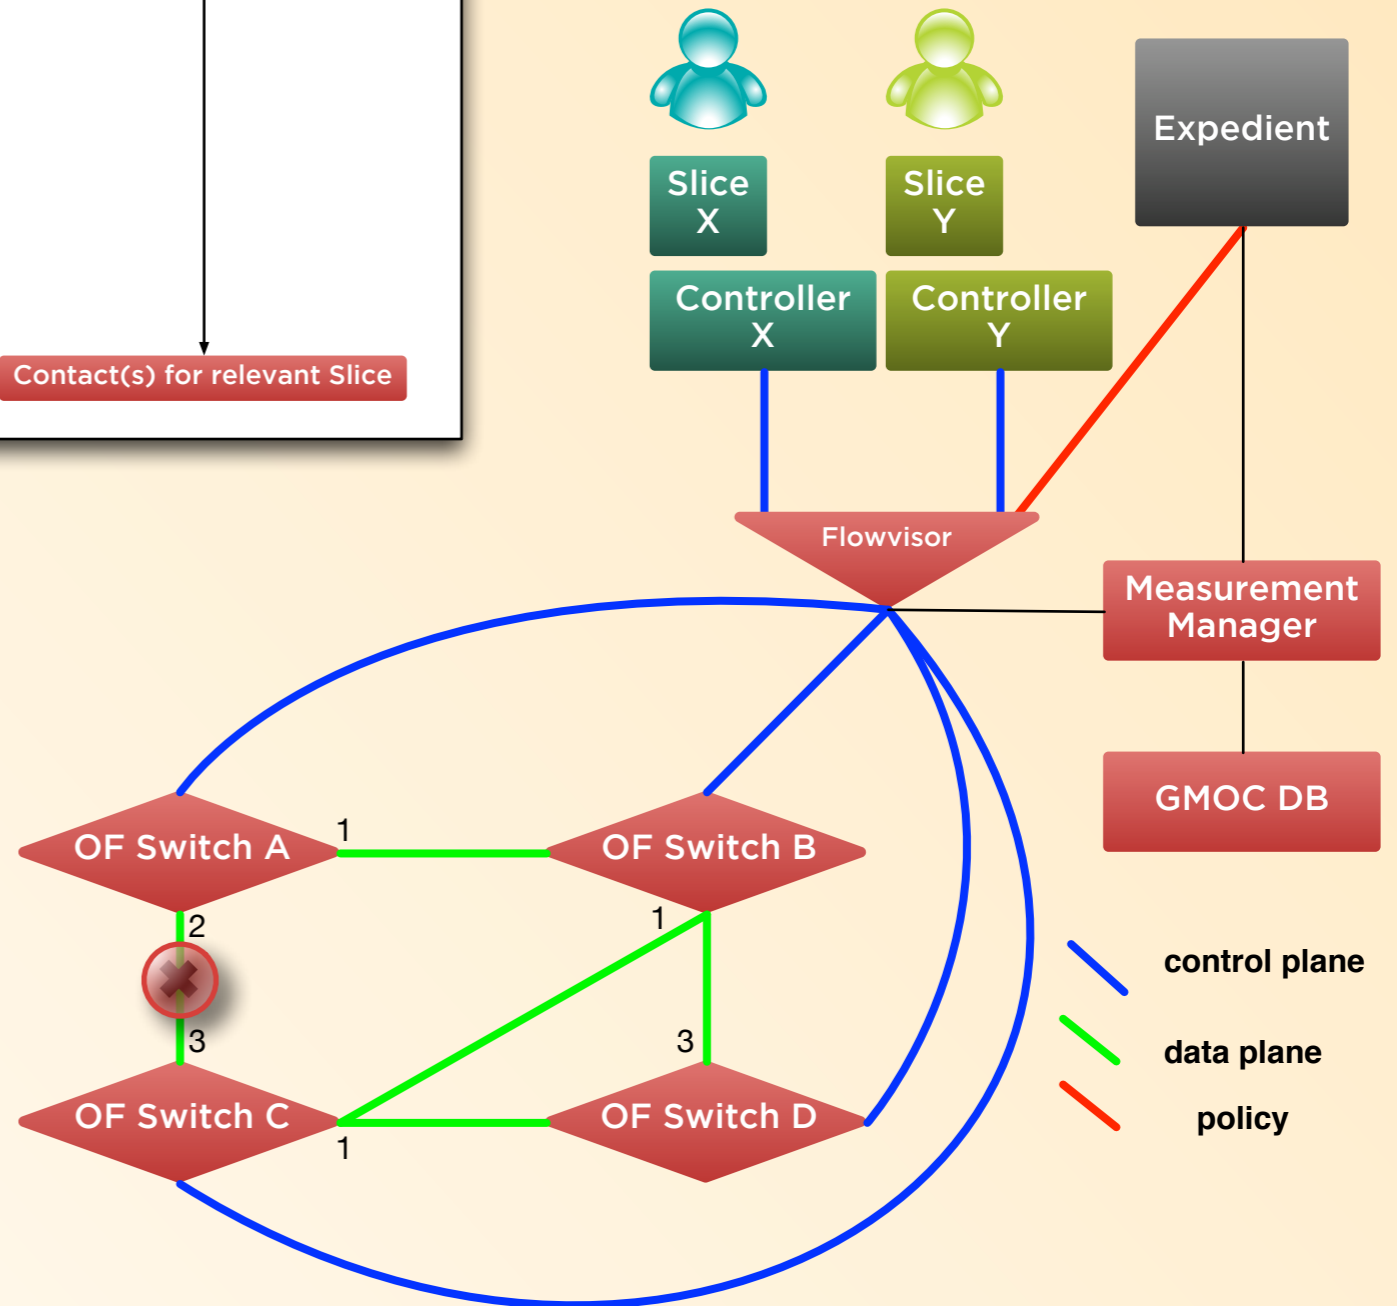 Slice
X
Slice
Y
Expedient
Controller
X
Controller
Y
Contact(s) for relevant Slice
Flowvisor
Measurement
Manager
GMOC DB
OF Switch A
1
OF Switch B
2
1
control plane
3
3
data plane
OF Switch C
1
OF Switch D
policy